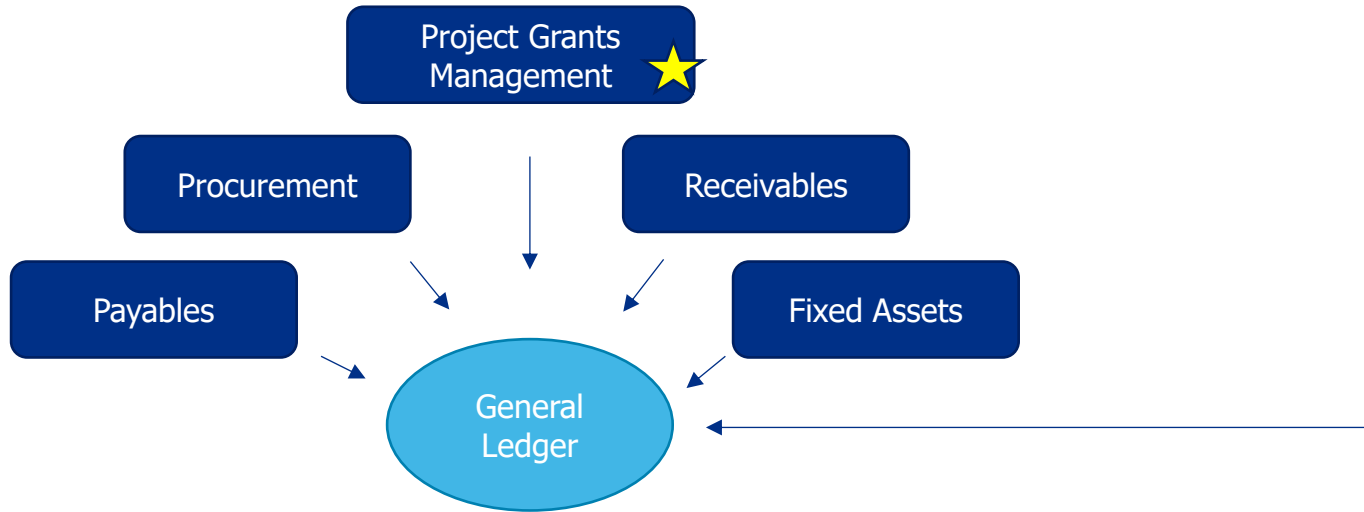 Project Grants
Management
Procurement
Receivables
Payables
Fixed Assets
General
Ledger